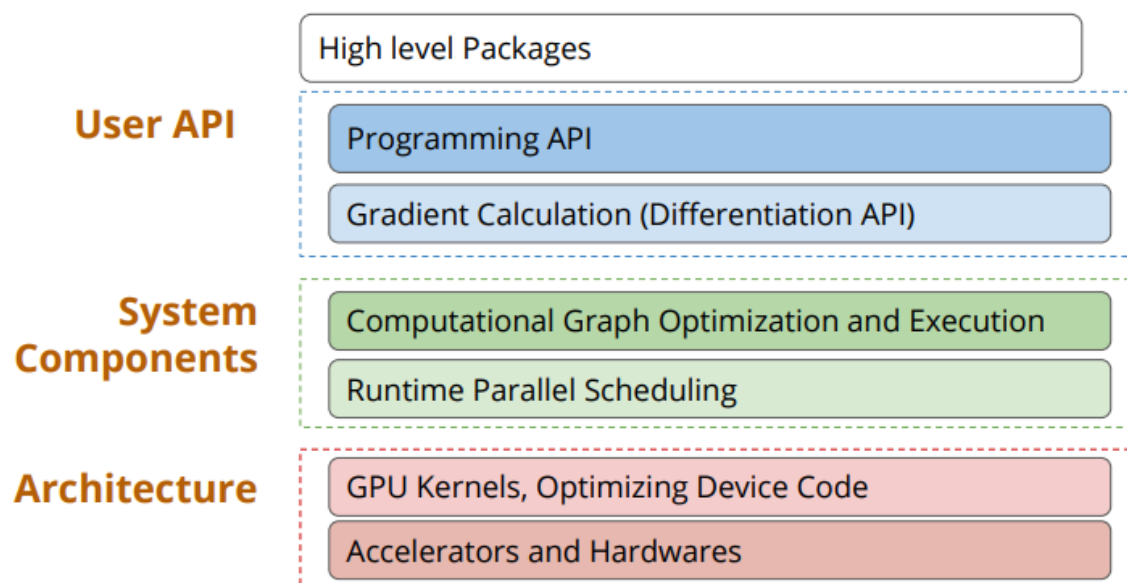 High level Packages
User API
Programming API
Gradient Calculation (Differentiation API)
System
Components
Computational Graph Optimization and Execution
Runtime Parallel Scheduling
Architecture
GPU Kernels, Optimizing Device Code
Accelerators and Hardwares